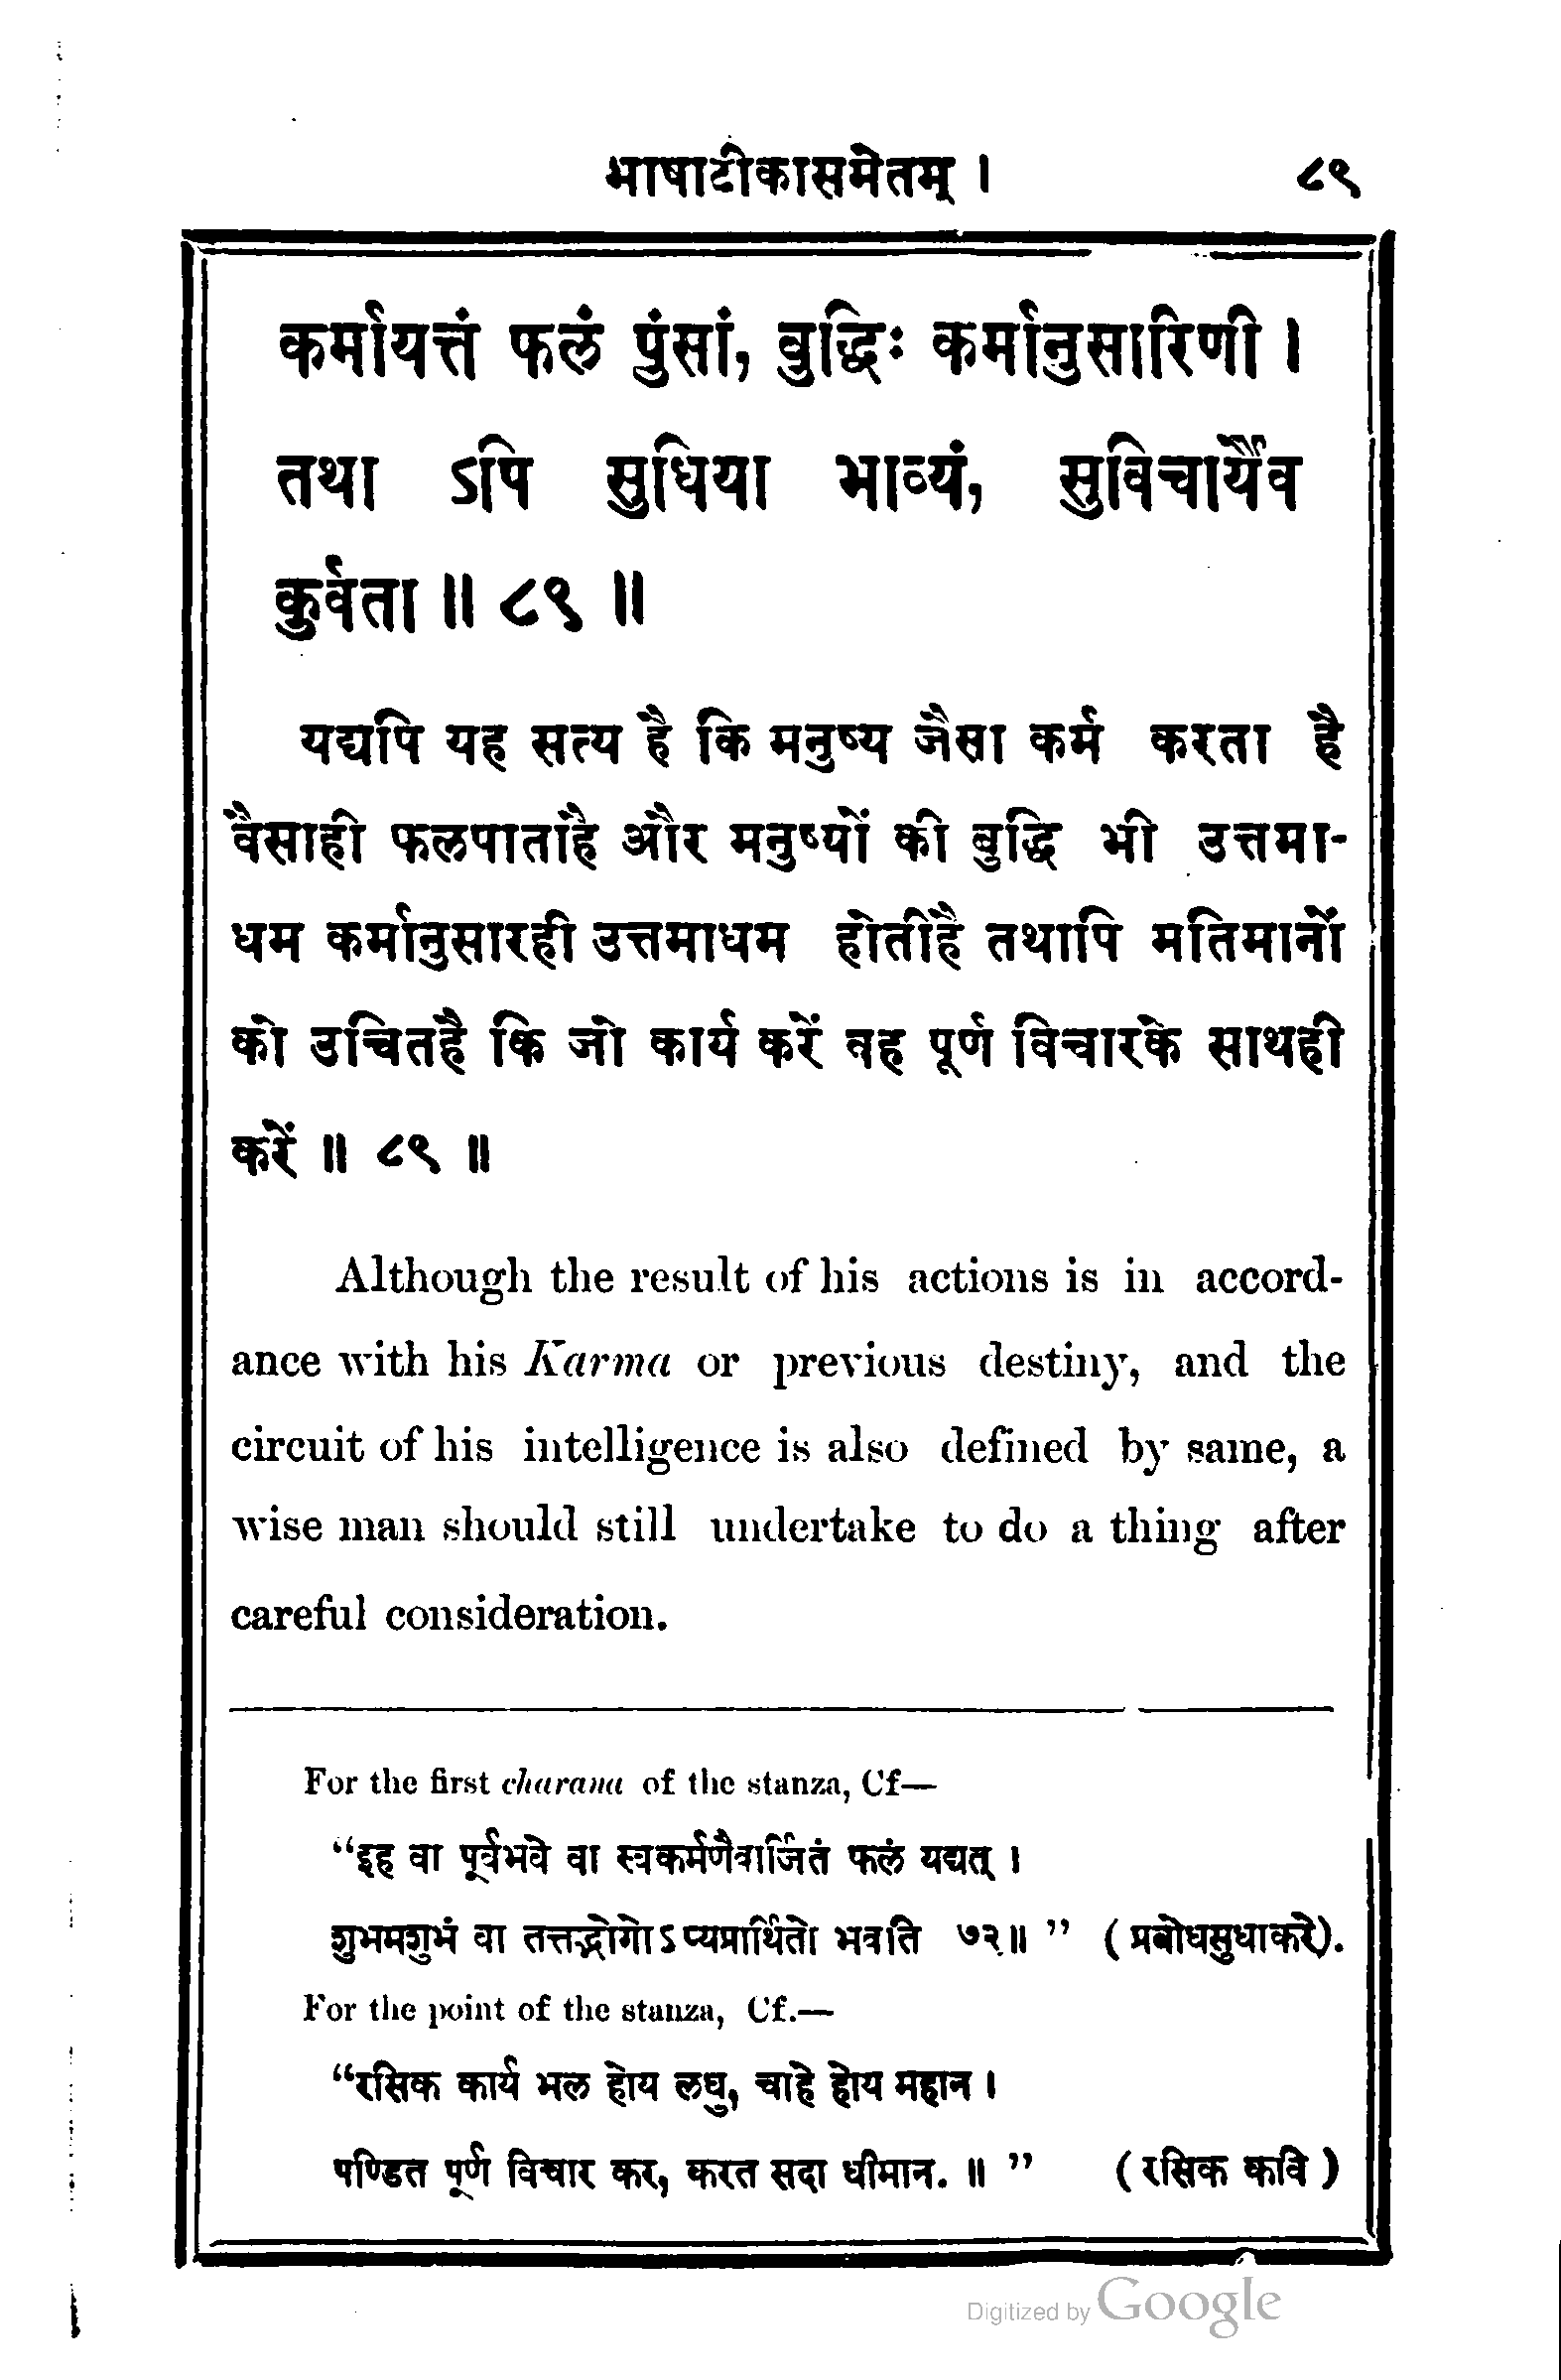 भाषाटीकासमेतम् । ८९
कर्मायत्तं फलं पुंसां, बुद्धिः कर्मानुसारिणी ।
तथा ऽपि सुधिया भाव्यं, सुविचार्यैव
कुर्वता ॥ ८९ ॥
यद्यपि यह सत्य है कि मनुष्य जैसा कर्म करता है
वैसाही फलपाताहै और मनुष्यों की बुद्धि भी उत्तमा-
धम कर्मानुसारही उत्तमाधम होतीहै तथापि मतिमानों
को उचितहै कि जो कार्य करें वह पूर्ण विचारके साथही
करें ॥ ८९ ॥
Although the result of his actions is in accord-
ance with his Karma or previous destiny, and the
circuit of his intelligence is also defined by same, a
wise man should still undertake to do a thing after
careful consideration.
For the first charana of the stanza, Cf—
“इह वा पूर्वभवे वा स्वकर्मणैवार्जितं फलं यद्यत् ।
शुभमशुभं वा तत्तद्भोगोऽप्यप्रार्थितो भवति ७२॥ ” ( प्रबोधसुधाकरे).
For the point of the stanza, Cf.—
“रसिक कार्य भल होय लघु, चाहे होय महान ।
पण्डित पूर्ण विचार कर, करत सदा धीमान. ॥ ” ( रसिक कवि )
Digitized by Google